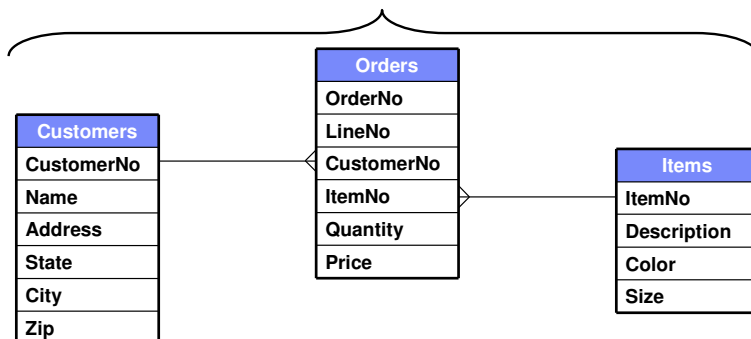 Customers
CustomerNo
Name
Address
State
City
Zip
Orders
OrderNo
LineNo
CustomerNo
ItemNo
Quantity
Price
Items
ItemNo
Description
Color
Size